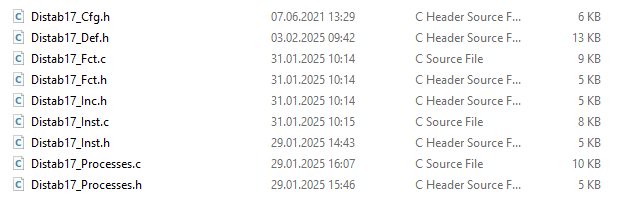 Distab17_Cfg.h 07.06.2021 13:29 C Header Source F... 6 KB
Distab17_Def.h 03.02.2025 09:42 C Header Source F... 13 KB
Distab17_Fct.c 31.01.2025 10:14 C Source File 9 KB
Distab17_Fct.h 31.01.2025 10:14 C Header Source F... 5 KB
Distab17_Inc.h 31.01.2025 10:14 C Header Source F... 5 KB
Distab17_Inst.c 31.01.2025 10:15 C Source File 8 KB
Distab17_Inst.h 29.01.2025 14:43 C Header Source F... 5 KB
Distab17_Processes.c 29.01.2025 16:07 C Source File 10 KB
Distab17_Processes.h 29.01.2025 15:46 C Header Source F... 5 KB